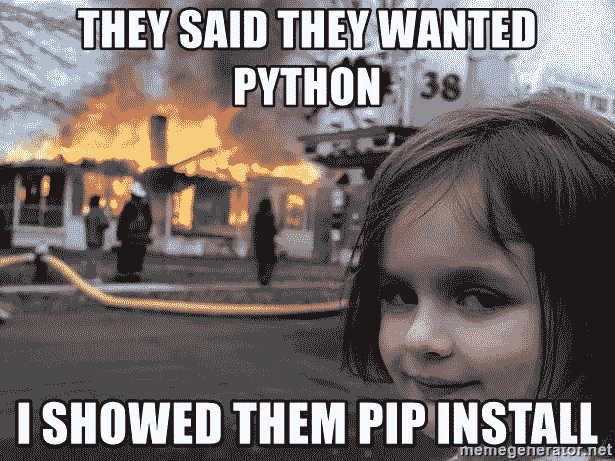 THEY SAID THEY WANTED
PYTHON
38
I SHOWED THEM PIP INSTALL
memegenerator.net